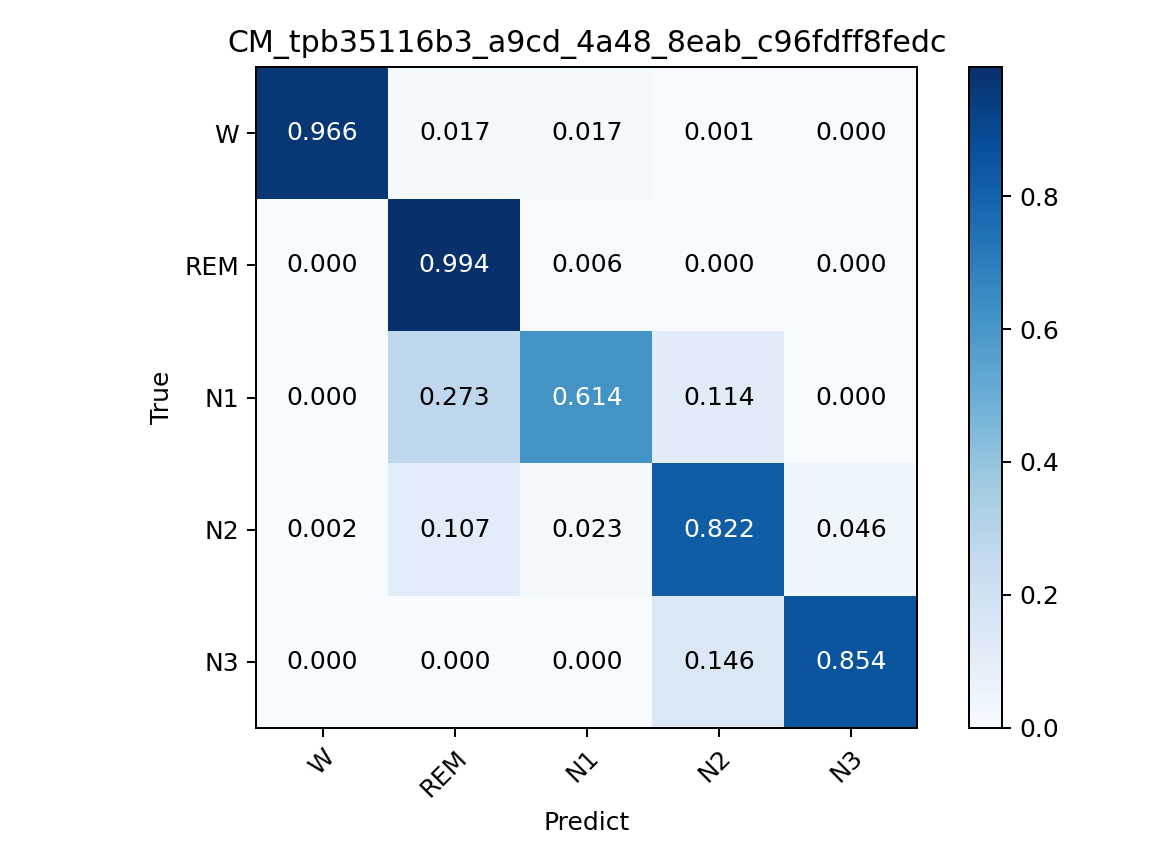 CM_tpb35116b3_a9cd_4a48_8eab_c96fdff8fedc
W 0.966 0.017 0.017 0.001 0.000
REM 0.000 0.994 0.006 0.000 0.000
N1 0.000 0.273 0.614 0.114 0.000
N2 0.002 0.107 0.023 0.822 0.046
N3 0.000 0.000 0.000 0.146 0.854
W REM N1 N2 N3
Predict
True
0.8
0.6
0.4
0.2
0.0